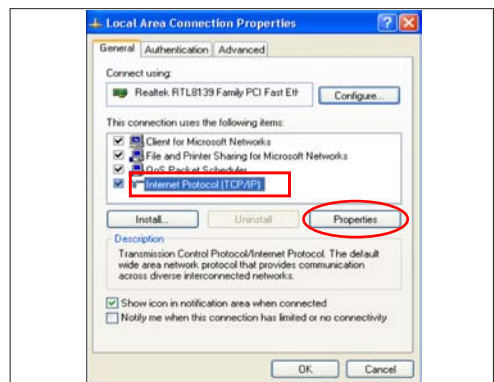 Local Area Connection Properties
General Authentication Advanced
Connect using:
Realtek RTL8139 Family PCI Fast Eth
Configure...
This connection uses the following items:
Client for Microsoft Networks
File and Printer Sharing for Microsoft Networks
QoS Packet Scheduler
Internet Protocol (TCP/IP)
Install... Uninstall Properties
Description
Transmission Control Protocol/Internet Protocol. The default
wide area network protocol that provides communication
across diverse interconnected networks.
Show icon in notification area when connected
Notify me when this connection has limited or no connectivity
OK Cancel